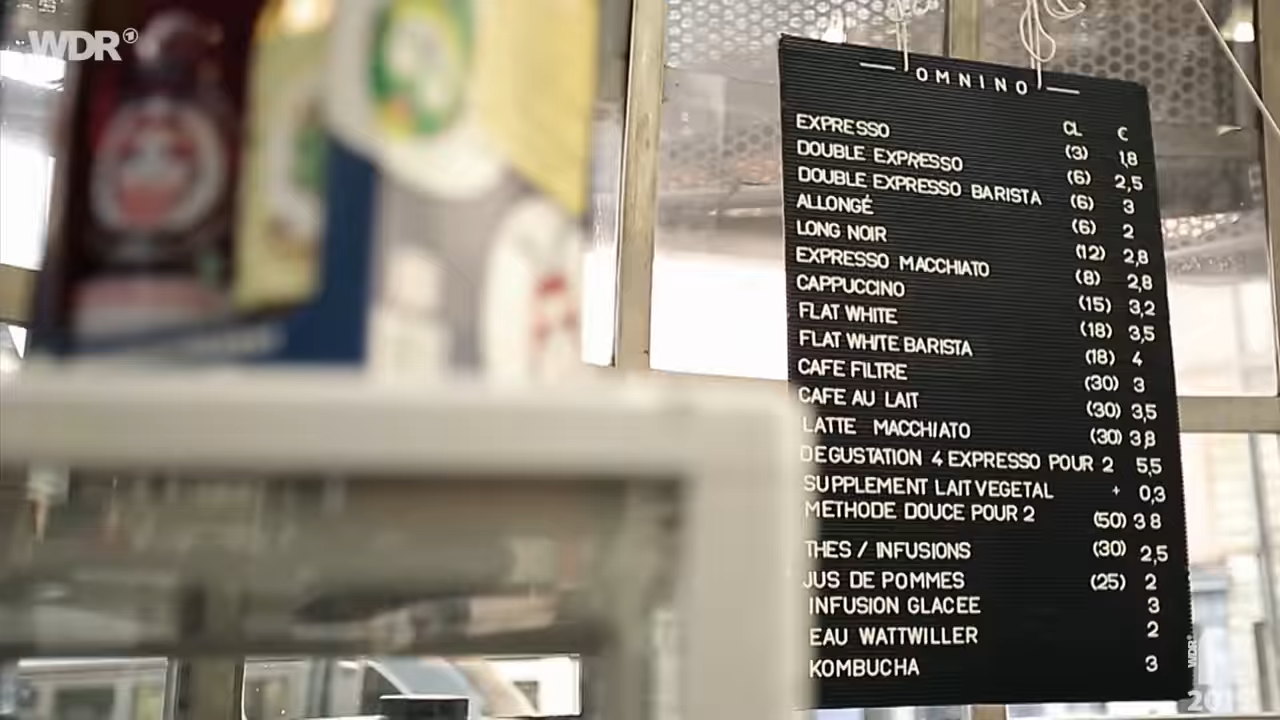 WDR
OMNINO
CL €
EXPRESSO (3) 1,8
DOUBLE EXPRESSO (6) 2,5
DOUBLE EXPRESSO BARISTA (6) 3
ALLONGÉ (6) 2
LONG NOIR (12) 2,8
EXPRESSO MACCHIATO (8) 2,8
CAPPUCCINO (15) 3,2
FLAT WHITE (18) 3,5
FLAT WHITE BARISTA (18) 4
CAFE FILTRE (30) 3
CAFE AU LAIT (30) 3,5
LATTE MACCHIATO (30) 3,8
DEGUSTATION 4 EXPRESSO POUR 2 5,5
SUPPLEMENT LAIT VEGETAL + 0,3
METHODE DOUCE POUR 2 (50) 3 8
THES / INFUSIONS (30) 2,5
JUS DE POMMES (25) 2
INFUSION GLACEE 3
EAU WATTWILLER 2
KOMBUCHA 3
WDR